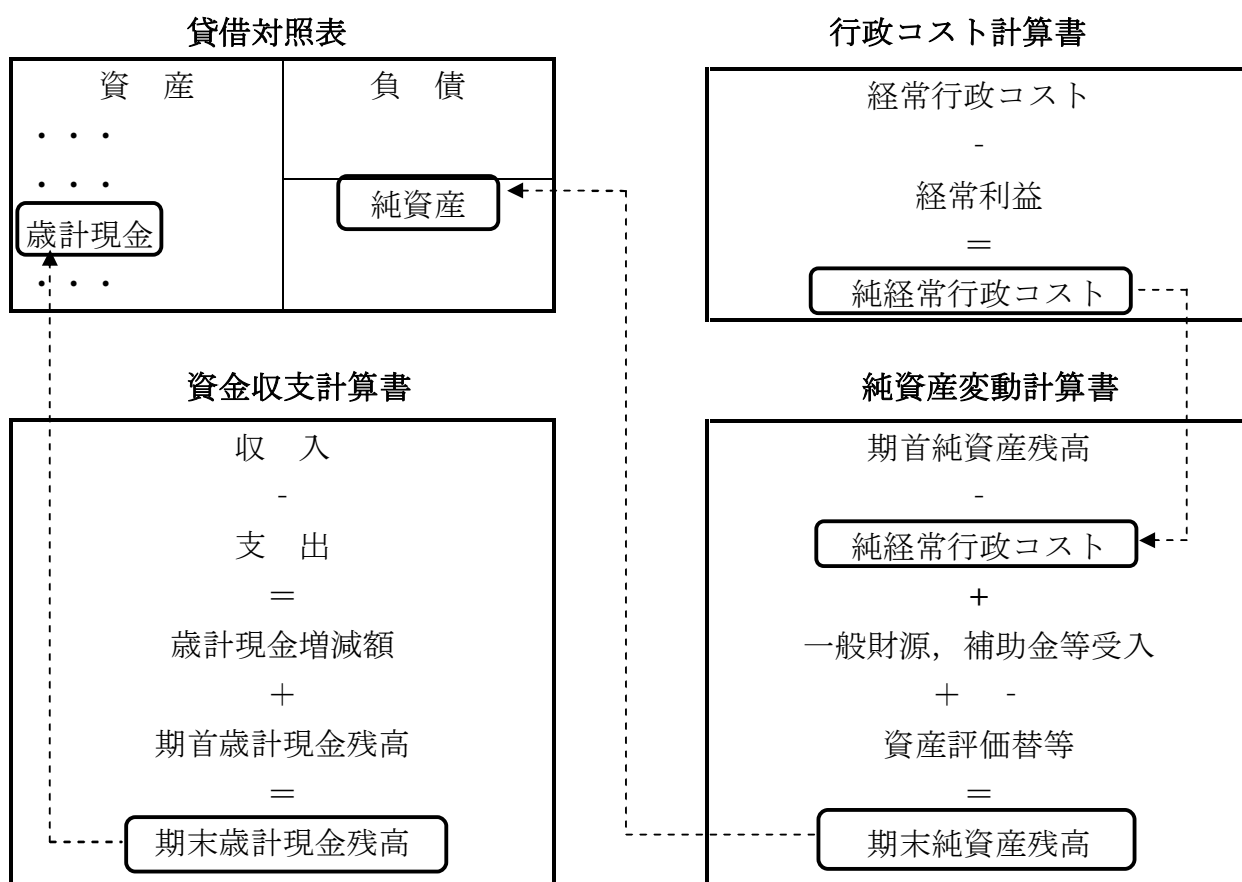 貸借対照表
資 産
負 債
・・・
・・・
純資産
歳計現金
・・・
行政コスト計算書
経常行政コスト
-
経常利益
＝
純経常行政コスト
資金収支計算書
収 入
-
支 出
＝
歳計現金増減額
＋
期首歳計現金残高
＝
期末歳計現金残高
純資産変動計算書
期首純資産残高
-
純経常行政コスト
+
一般財源，補助金等受入
＋ -
資産評価替等
＝
期末純資産残高